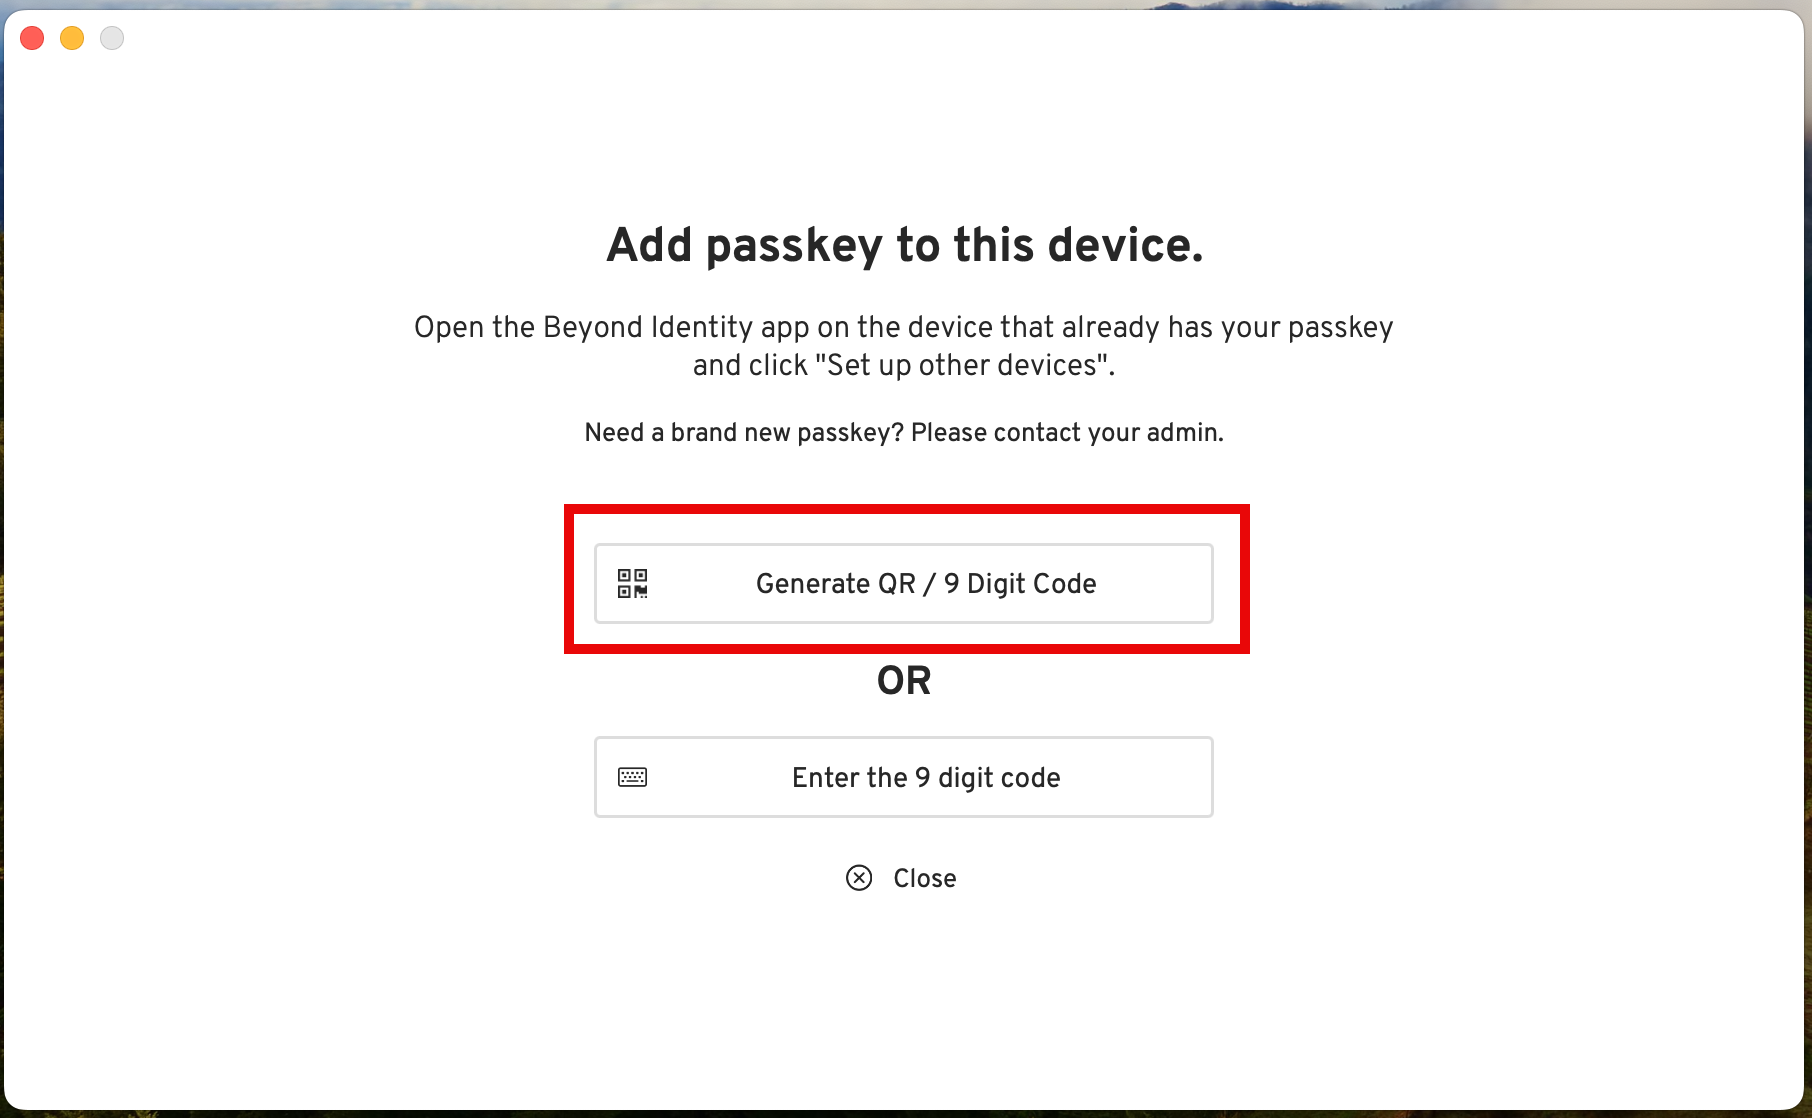 Add passkey to this device.
Open the Beyond Identity app on the device that already has your passkey
and click "Set up other devices".
Need a brand new passkey? Please contact your admin.
Generate QR / 9 Digit Code
OR
Enter the 9 digit code
Close